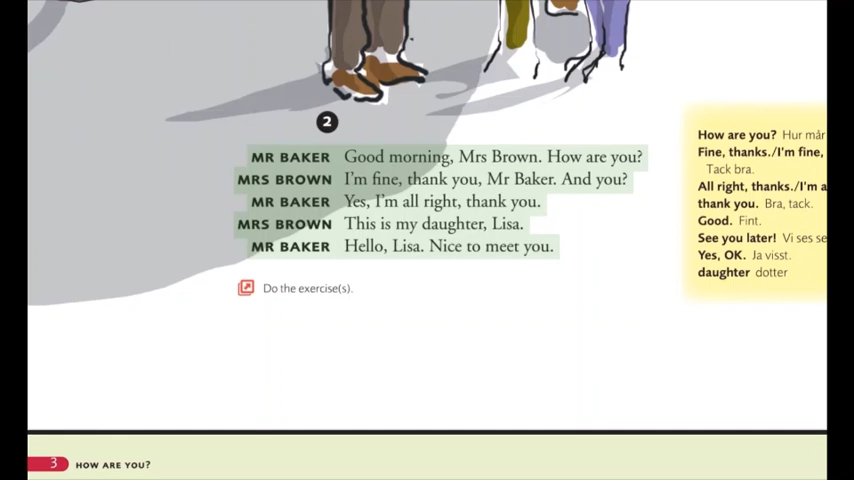 2
MR BAKER Good morning, Mrs Brown. How are you?
MRS BROWN I'm fine, thank you, Mr Baker. And you?
MR BAKER Yes, I'm all right, thank you.
MRS BROWN This is my daughter, Lisa.
MR BAKER Hello, Lisa. Nice to meet you.
Do the exercise(s).
How are you? Hur mår
Fine, thanks./I'm fine,
Tack bra.
All right, thanks./I'm a
thank you. Bra, tack.
Good. Fint.
See you later! Vi ses se
Yes, OK. Ja visst.
daughter dotter
3 HOW ARE YOU?